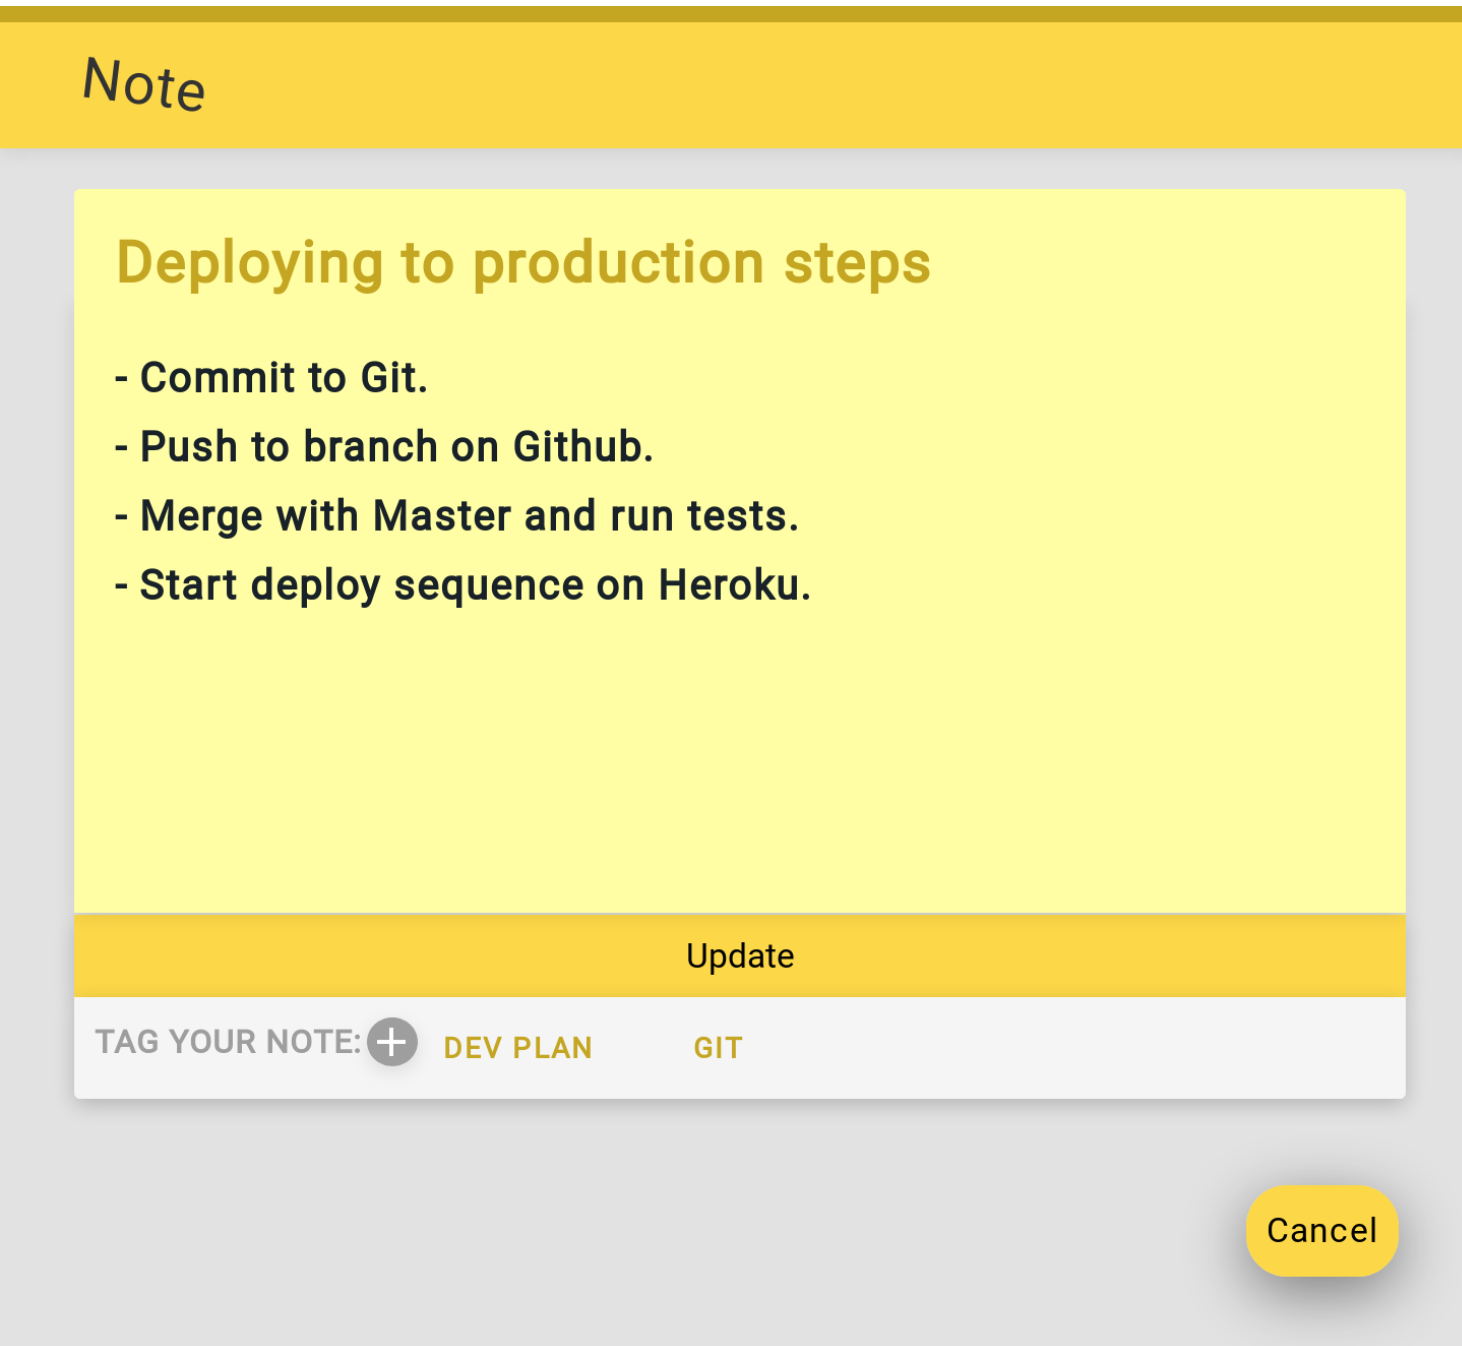 Note
Deploying to production steps
- Commit to Git.
- Push to branch on Github.
- Merge with Master and run tests.
- Start deploy sequence on Heroku.
Update
TAG YOUR NOTE: DEV PLAN GIT
Cancel